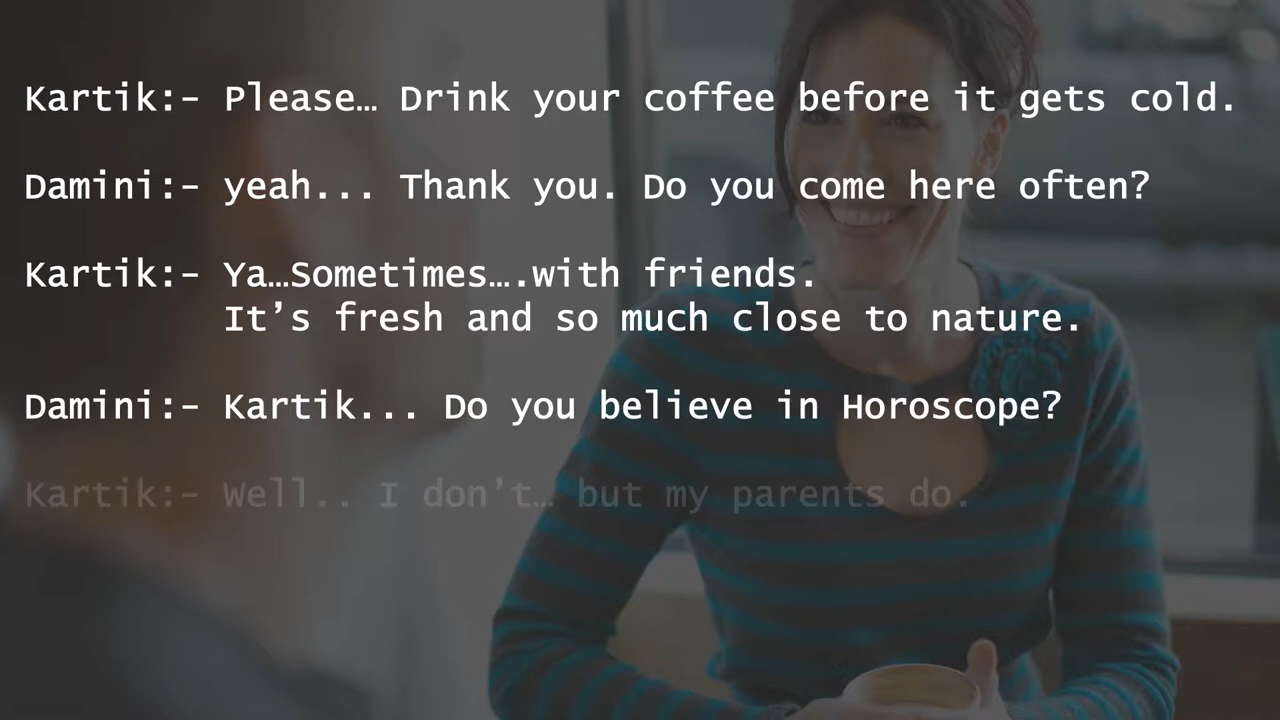 Kartik:- Please… Drink your coffee before it gets cold.
Damini:- yeah... Thank you. Do you come here often?
Kartik:- Ya…Sometimes….with friends.
It’s fresh and so much close to nature.
Damini:- Kartik... Do you believe in Horoscope?
Kartik:- Well.. I don’t… but my parents do.